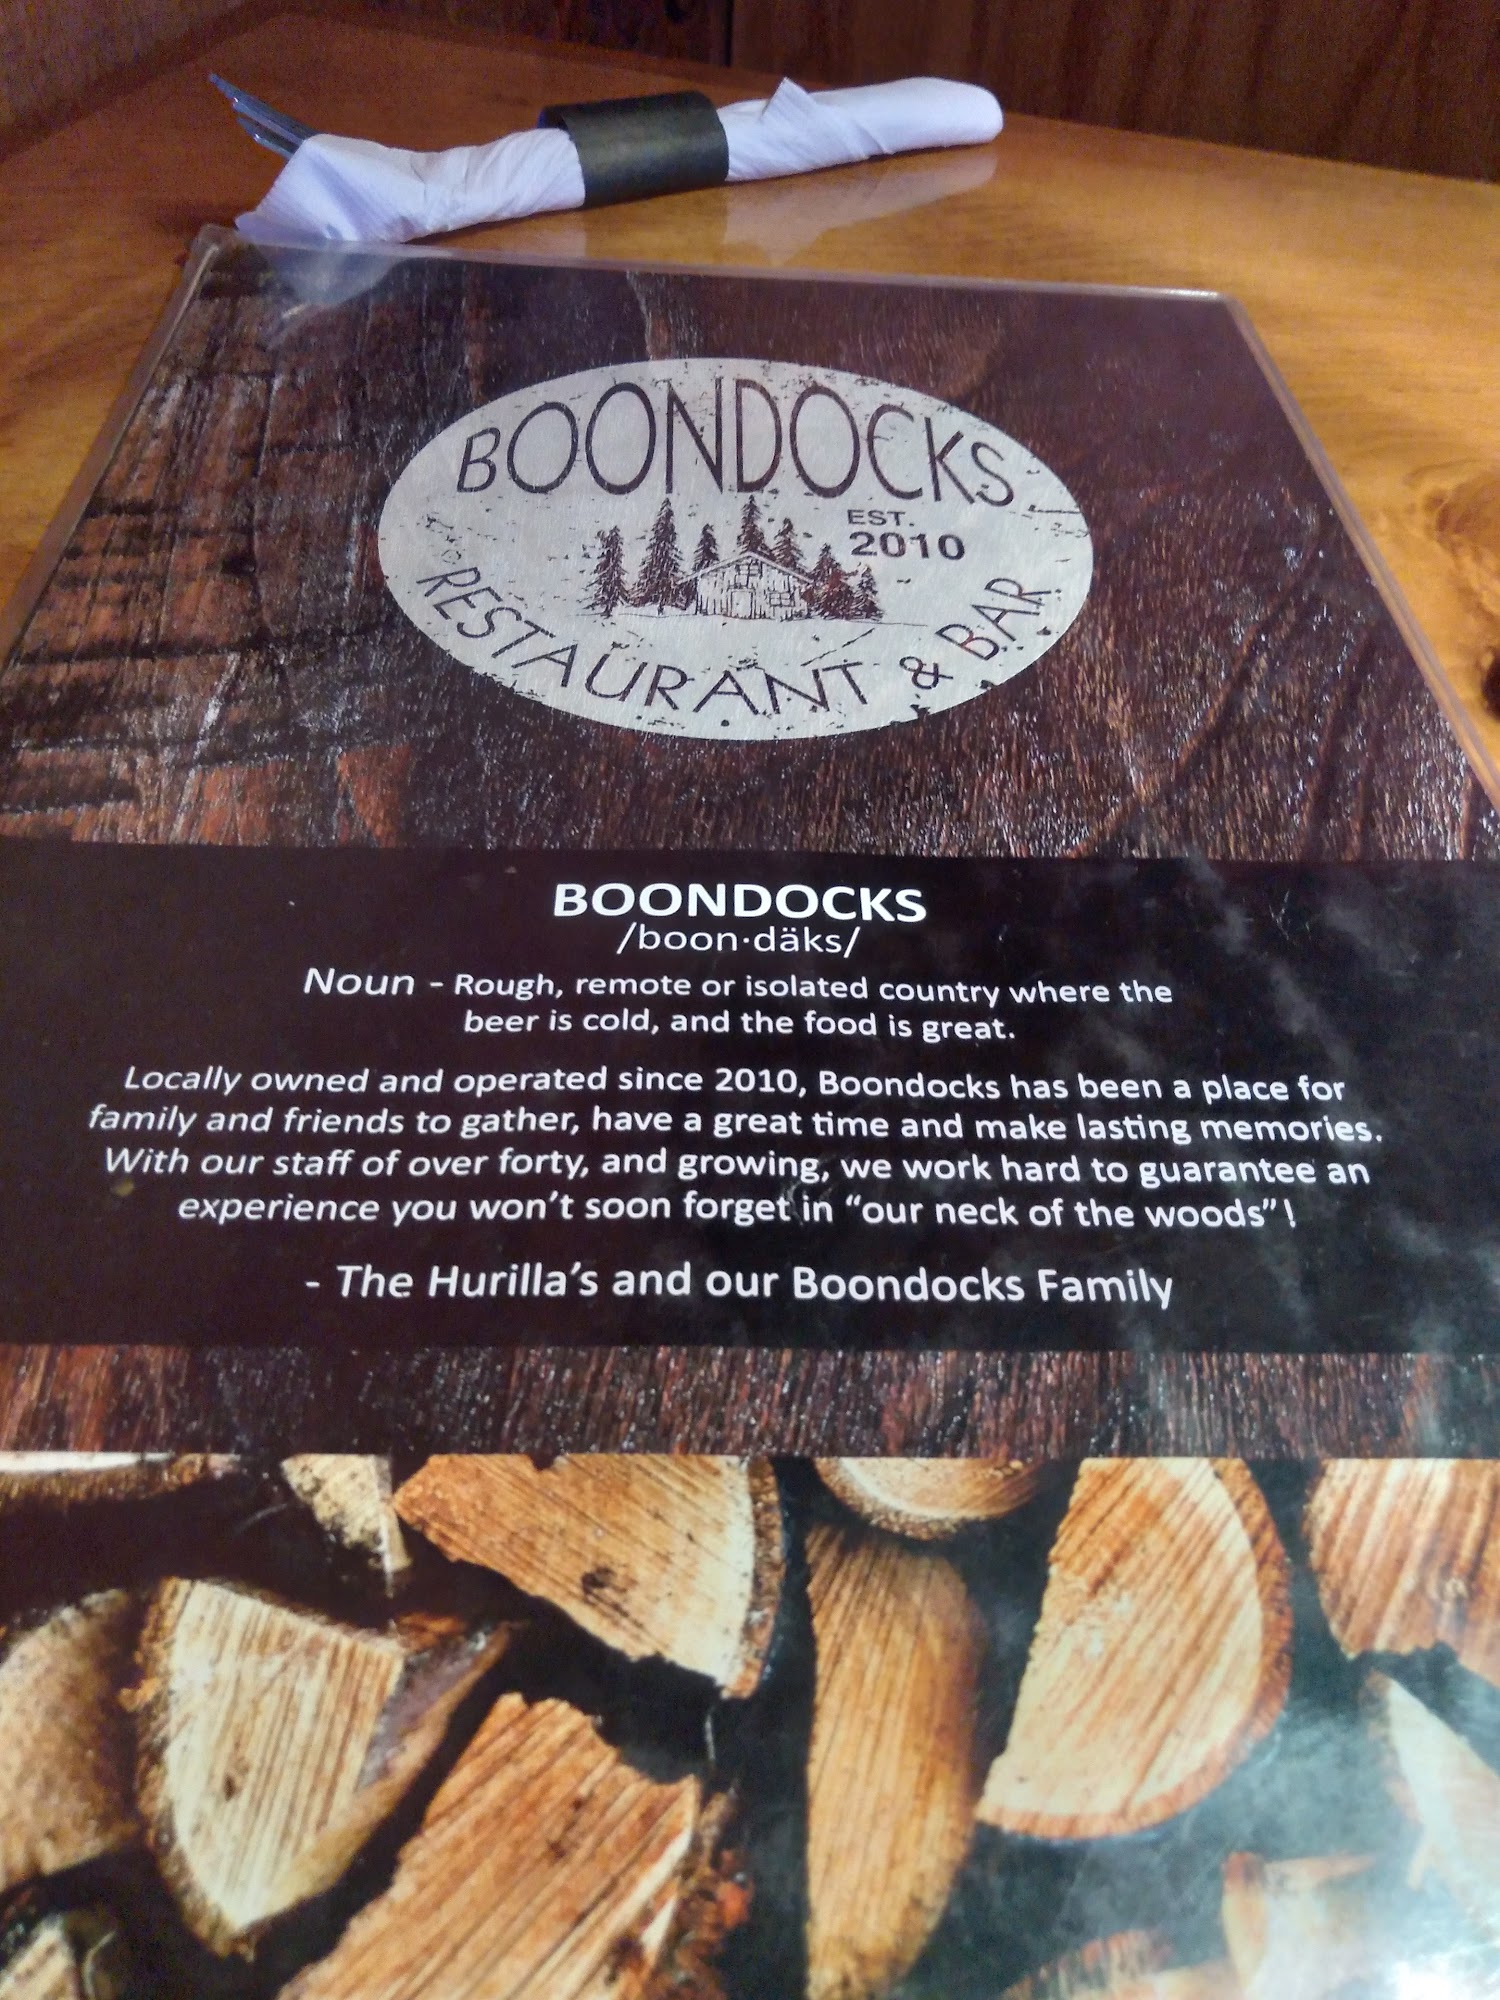 BOONDOCKS
EST.
2010
RESTAURANT & BAR
BOONDOCKS
/boon·däks/
Noun - Rough, remote or isolated country where the
beer is cold, and the food is great.
Locally owned and operated since 2010, Boondocks has been a place for
family and friends to gather, have a great time and make lasting memories.
With our staff of over forty, and growing, we work hard to guarantee an
experience you won't soon forget in “our neck of the woods”!
- The Hurilla's and our Boondocks Family